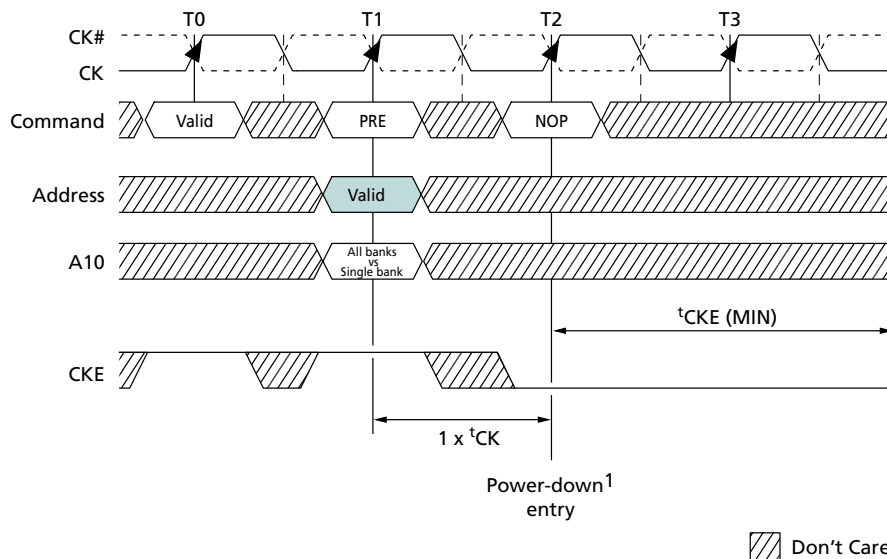 T0 T1 T2 T3
CK#
CK
Command Valid PRE NOP
Address Valid
A10 All banks
vs
Single bank
tCKE (MIN)
CKE
1 x tCK
Power-down1
entry
Don't Care